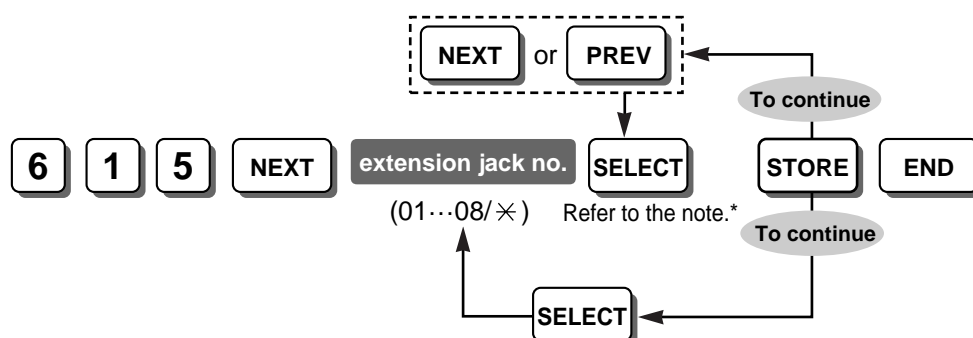 NEXT or PREV
To continue
6 1 5 NEXT extension jack no. SELECT STORE END
(01···08/✳) Refer to the note.*
To continue
SELECT